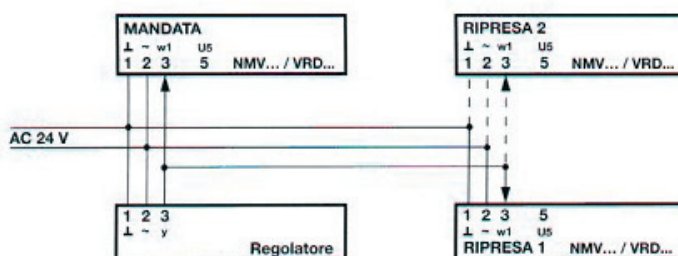 MANDATA
⊥ ~ w1 U5
1 2 3 5 NMV... / VRD...
RIPRESA 2
⊥ ~ w1 U5
1 2 3 5 NMV... / VRD...
AC 24 V
1 2 3
⊥ ~ y
Regolatore
1 2 3 5
⊥ ~ w1 U5
RIPRESA 1 NMV... / VRD...